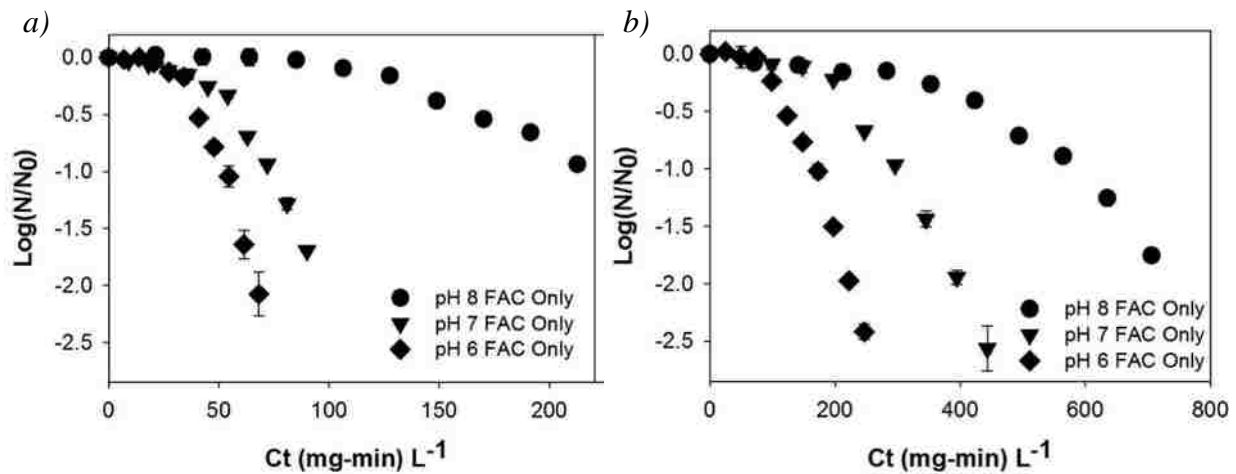 a)
0.0
-0.5
-1.0
-1.5
-2.0
-2.5
Log(N/N0)
pH 8 FAC Only
pH 7 FAC Only
pH 6 FAC Only
0 50 100 150 200
Ct (mg-min) L-1
b)
0.0
-0.5
-1.0
-1.5
-2.0
-2.5
Log(N/N0)
pH 8 FAC Only
pH 7 FAC Only
pH 6 FAC Only
0 200 400 600 800
Ct (mg-min) L-1